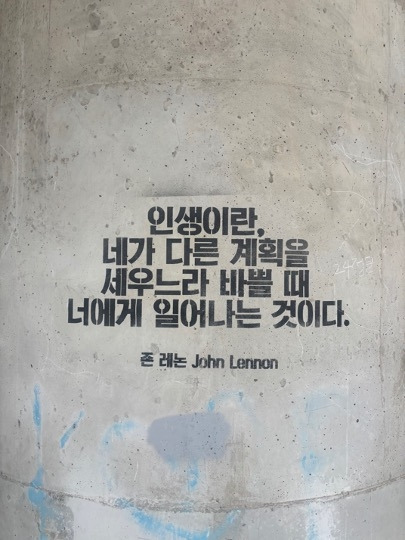 인생이란,
네가 다른 계획을
세우느라 바쁠 때
너에게 일어나는 것이다.
존 레논 John Lennon